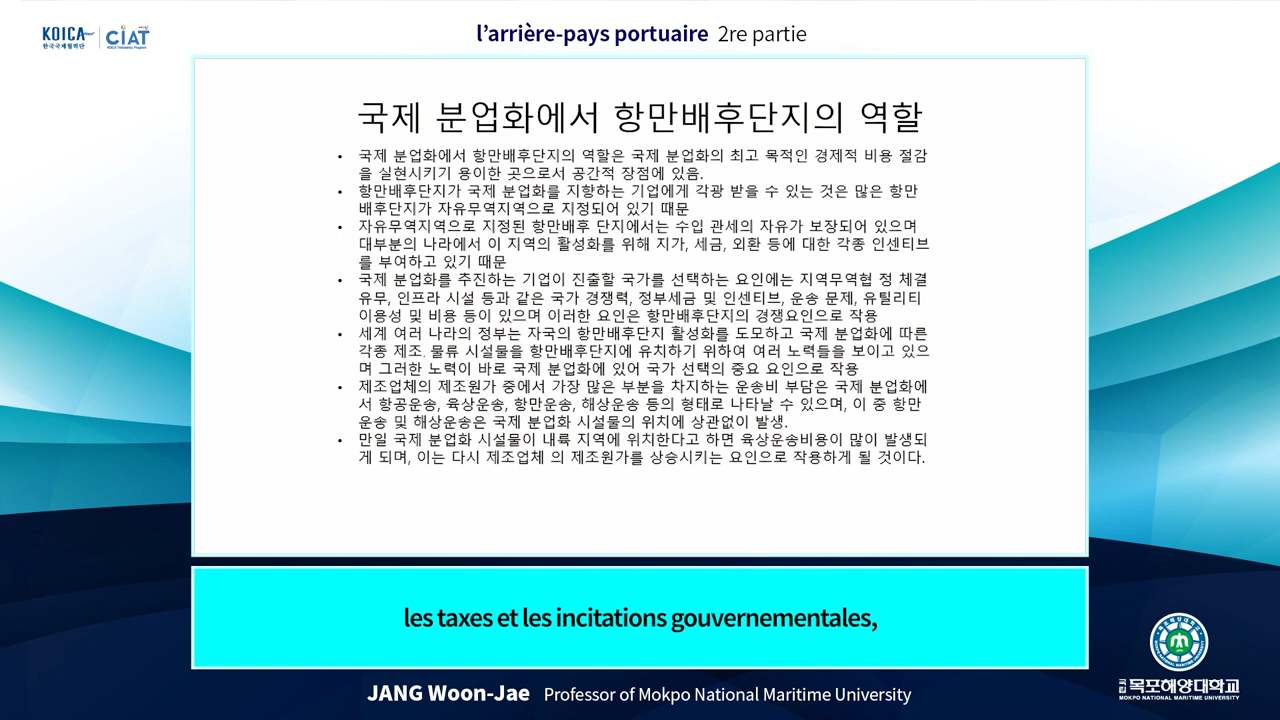 KOICA
한국국제협력단
CIAT
KOICA Fellowship Program
l'arrière-pays portuaire 2re partie
국제 분업화에서 항만배후단지의 역할
• 국제 분업화에서 항만배후단지의 역할은 국제 분업화의 최고 목적인 경제적 비용 절감
을 실현시키기 용이한 곳으로서 공간적 장점에 있음.
• 항만배후단지가 국제 분업화를 지향하는 기업에게 각광 받을 수 있는 것은 많은 항만
배후단지가 자유무역지역으로 지정되어 있기 때문
• 자유무역지역으로 지정된 항만배후 단지에서는 수입 관세의 자유가 보장되어 있으며
대부분의 나라에서 이 지역의 활성화를 위해 지가, 세금, 외환 등에 대한 각종 인센티브
를 부여하고 있기 때문
• 국제 분업화를 추진하는 기업이 진출할 국가를 선택하는 요인에는 지역무역협 정 체결
유무, 인프라 시설 등과 같은 국가 경쟁력, 정부세금 및 인센티브, 운송 문제, 유틸리티
이용성 및 비용 등이 있으며 이러한 요인은 항만배후단지의 경쟁요인으로 작용
• 세계 여러 나라의 정부는 자국의 항만배후단지 활성화를 도모하고 국제 분업화에 따른
각종 제조. 물류 시설물을 항만배후단지에 유치하기 위하여 여러 노력들을 보이고 있으
며 그러한 노력이 바로 국제 분업화에 있어 국가 선택의 중요 요인으로 작용
• 제조업체의 제조원가 중에서 가장 많은 부분을 차지하는 운송비 부담은 국제 분업화에
서 항공운송, 육상운송, 항만운송, 해상운송 등의 형태로 나타날 수 있으며, 이 중 항만
운송 및 해상운송은 국제 분업화 시설물의 위치에 상관없이 발생.
• 만일 국제 분업화 시설물이 내륙 지역에 위치한다고 하면 육상운송비용이 많이 발생되
게 되며, 이는 다시 제조업체 의 제조원가를 상승시키는 요인으로 작용하게 될 것이다.
les taxes et les incitations gouvernementales,
JANG Woon-Jae Professor of Mokpo National Maritime University
국립 목포해양대학교
MOKPO NATIONAL MARITIME UNIVERSITY